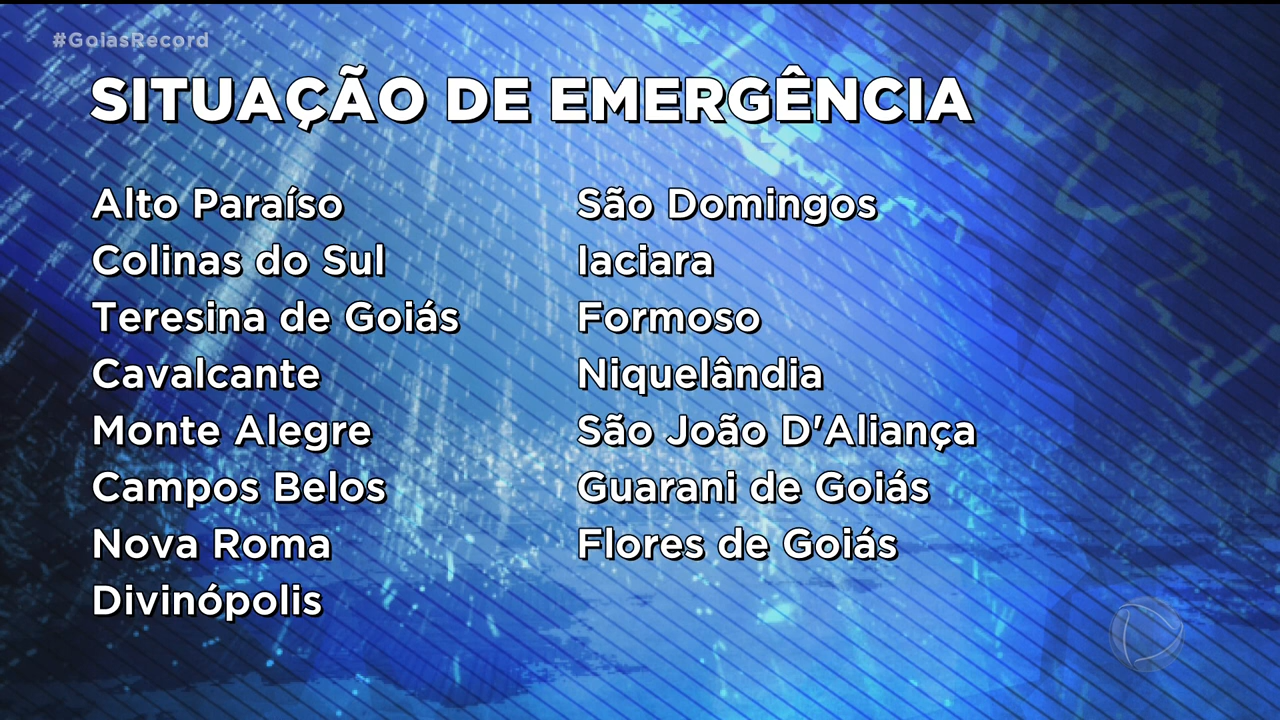 #GoiasRecord
SITUAÇÃO DE EMERGÊNCIA
Alto Paraíso
Colinas do Sul
Teresina de Goiás
Cavalcante
Monte Alegre
Campos Belos
Nova Roma
Divinópolis
São Domingos
Iaciara
Formoso
Niquelândia
São João D'Aliança
Guarani de Goiás
Flores de Goiás